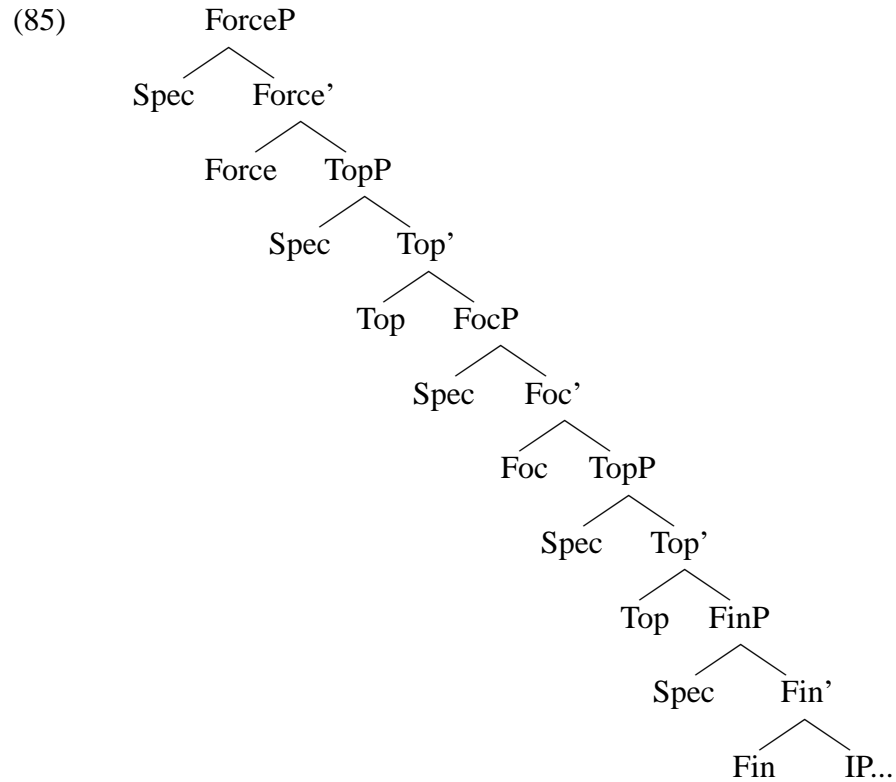 (85) ForceP
Spec Force’
Force TopP
Spec Top’
Top FocP
Spec Foc’
Foc TopP
Spec Top’
Top FinP
Spec Fin’
Fin IP...